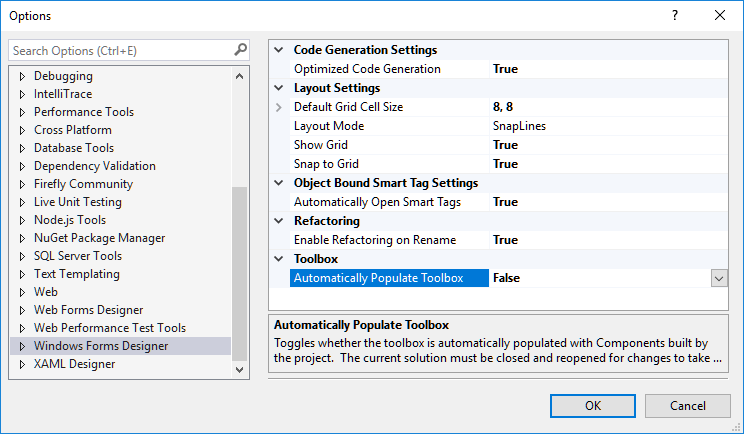 Options
Search Options (Ctrl+E)
Debugging
IntelliTrace
Performance Tools
Cross Platform
Database Tools
Dependency Validation
Firefly Community
Live Unit Testing
Node.js Tools
NuGet Package Manager
SQL Server Tools
Text Templating
Web
Web Forms Designer
Web Performance Test Tools
Windows Forms Designer
XAML Designer
Code Generation Settings
Optimized Code Generation True
Layout Settings
Default Grid Cell Size 8, 8
Layout Mode SnapLines
Show Grid True
Snap to Grid True
Object Bound Smart Tag Settings
Automatically Open Smart Tags True
Refactoring
Enable Refactoring on Rename True
Toolbox
Automatically Populate Toolbox False
Automatically Populate Toolbox
Toggles whether the toolbox is automatically populated with Components built by
the project. The current solution must be closed and reopened for changes to take ...
OK Cancel